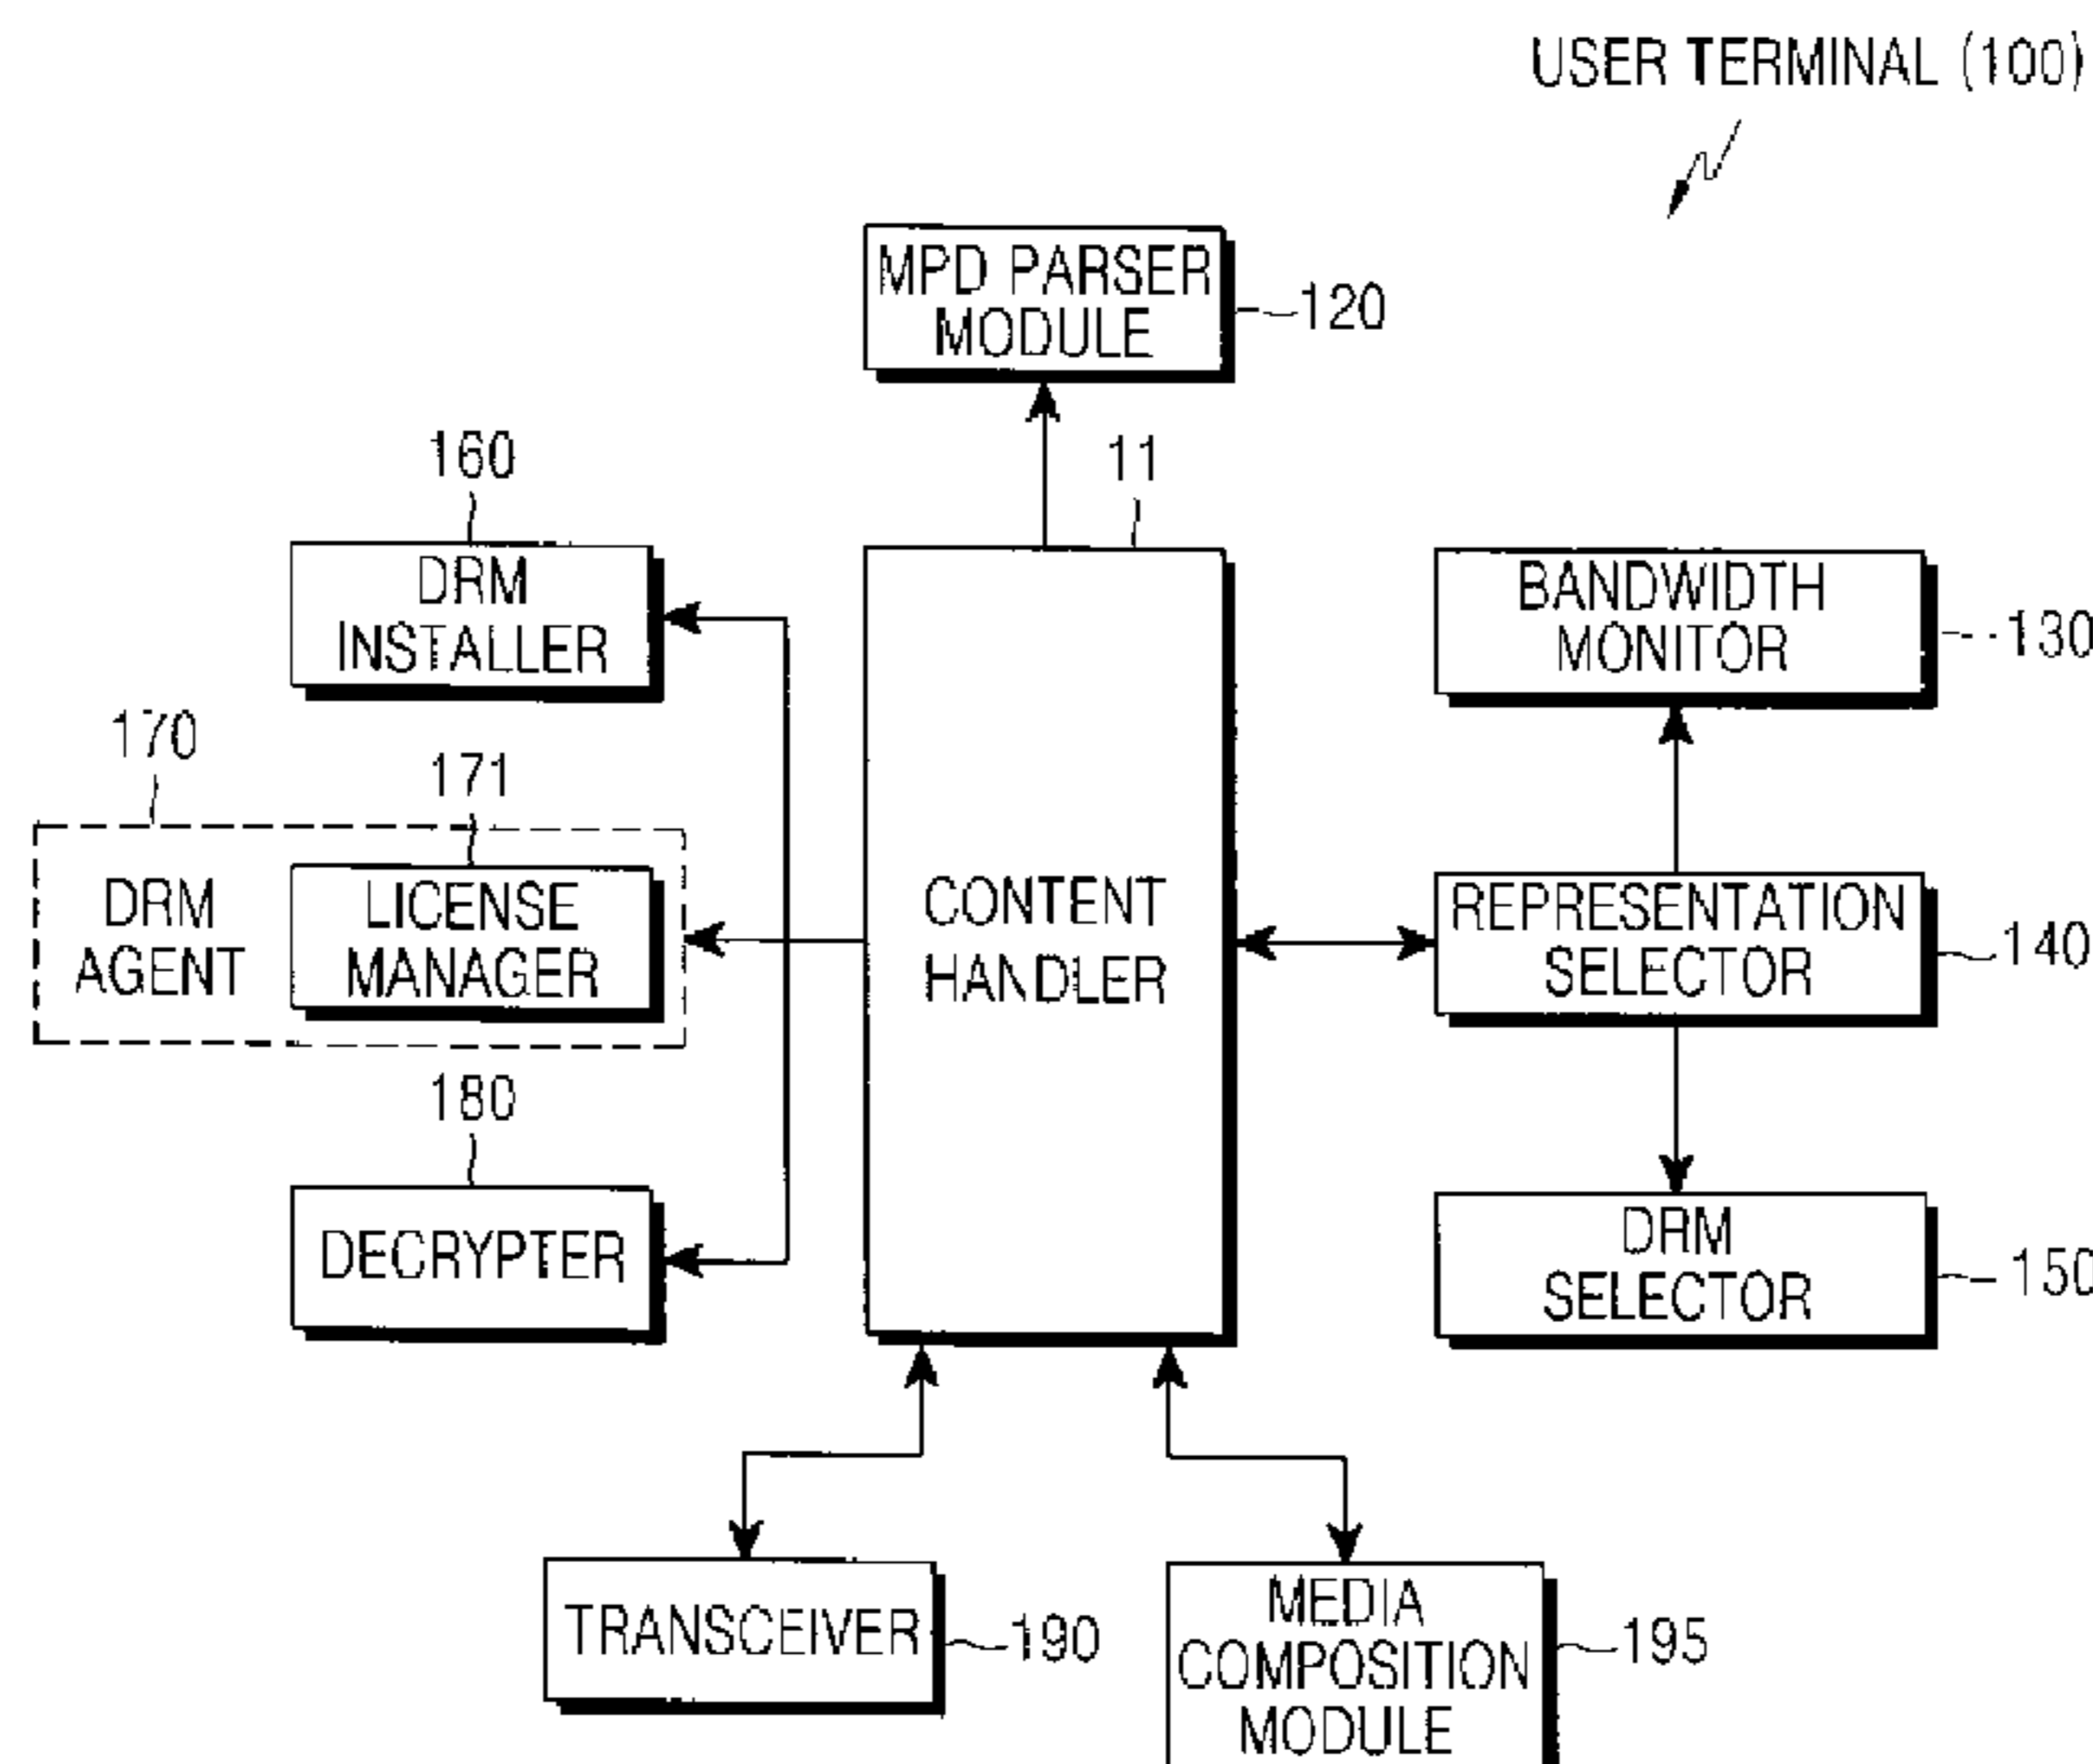 USER TERMINAL (100)
MPD PARSER
MODULE
120
11
160
DRM
INSTALLER
BANDWIDTH
MONITOR
130
170
171
DRM
AGENT
LICENSE
MANAGER
CONTENT
HANDLER
REPRESENTATION
SELECTOR
140
180
DECRYPTER
DRM
SELECTOR
150
TRANSCEIVER
190
MEDIA
COMPOSITION
MODULE
195